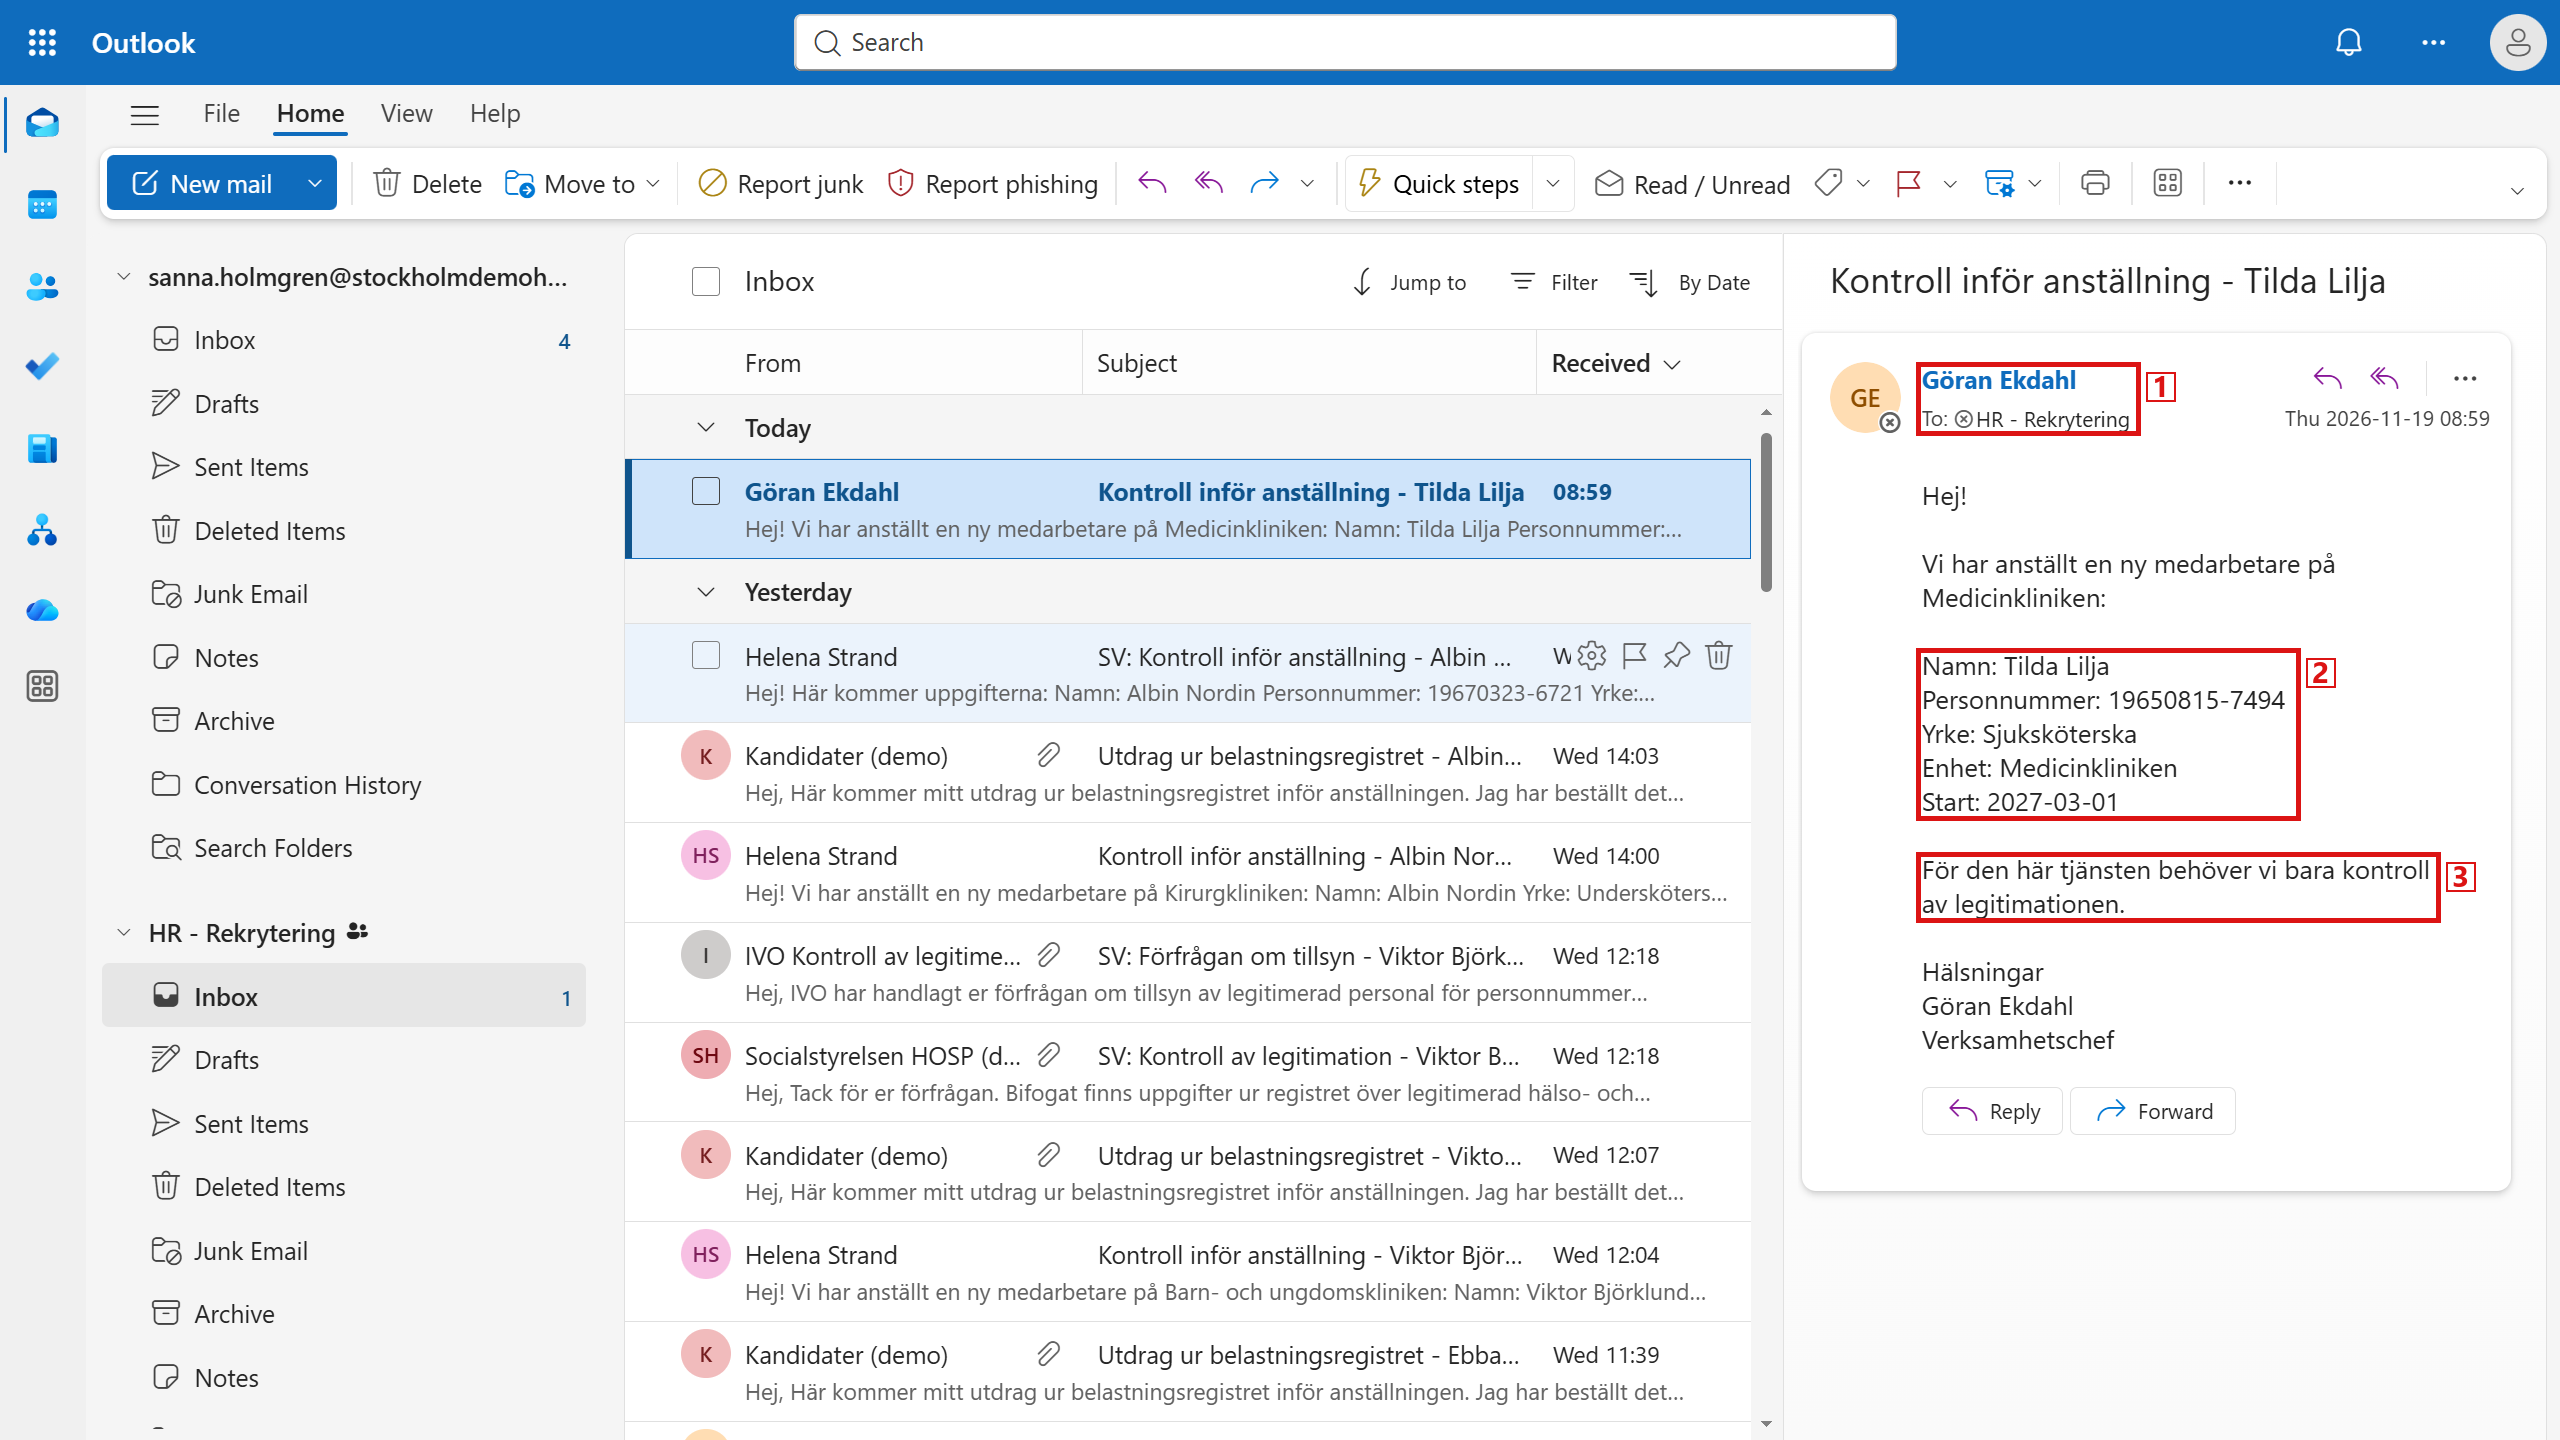 Outlook
Search
File
Home
View
Help
New mail
Delete
Move to
Report junk
Report phishing
Quick steps
Read / Unread
sanna.holmgren@stockholmdemoh...
Inbox
4
Drafts
Sent Items
Deleted Items
Junk Email
Notes
Archive
Conversation History
Search Folders
HR - Rekrytering
Inbox
1
Drafts
Sent Items
Deleted Items
Junk Email
Archive
Notes
Inbox
Jump to
Filter
By Date
From
Subject
Received
Today
Göran Ekdahl
Kontroll inför anställning - Tilda Lilja
08:59
Hej! Vi har anställt en ny medarbetare på Medicinkliniken: Namn: Tilda Lilja Personnummer:...
Yesterday
Helena Strand
SV: Kontroll inför anställning - Albin ...
W
Hej! Här kommer uppgifterna: Namn: Albin Nordin Personnummer: 19670323-6721 Yrke:...
K
Kandidater (demo)
Utdrag ur belastningsregistret - Albin...
Wed 14:03
Hej, Här kommer mitt utdrag ur belastningsregistret inför anställningen. Jag har beställt det...
HS
Helena Strand
Kontroll inför anställning - Albin Nor...
Wed 14:00
Hej! Vi har anställt en ny medarbetare på Kirurgkliniken: Namn: Albin Nordin Yrke: Undersköters...
I
IVO Kontroll av legitime...
SV: Förfrågan om tillsyn - Viktor Björk...
Wed 12:18
Hej, IVO har handlagt er förfrågan om tillsyn av legitimerad personal för personnummer...
SH
Socialstyrelsen HOSP (d...
SV: Kontroll av legitimation - Viktor B...
Wed 12:18
Hej, Tack för er förfrågan. Bifogat finns uppgifter ur registret över legitimerad hälso- och...
K
Kandidater (demo)
Utdrag ur belastningsregistret - Vikto...
Wed 12:07
Hej, Här kommer mitt utdrag ur belastningsregistret inför anställningen. Jag har beställt det...
HS
Helena Strand
Kontroll inför anställning - Viktor Björ...
Wed 12:04
Hej! Vi har anställt en ny medarbetare på Barn- och ungdomskliniken: Namn: Viktor Björklund...
K
Kandidater (demo)
Utdrag ur belastningsregistret - Ebba...
Wed 11:39
Hej, Här kommer mitt utdrag ur belastningsregistret inför anställningen. Jag har beställt det...
Kontroll inför anställning - Tilda Lilja
GE
Göran Ekdahl
1
To: HR - Rekrytering
Thu 2026-11-19 08:59
Hej!
Vi har anställt en ny medarbetare på
Medicinkliniken:
Namn: Tilda Lilja
2
Personnummer: 19650815-7494
Yrke: Sjuksköterska
Enhet: Medicinkliniken
Start: 2027-03-01
För den här tjänsten behöver vi bara kontroll
3
av legitimationen.
Hälsningar
Göran Ekdahl
Verksamhetschef
Reply
Forward